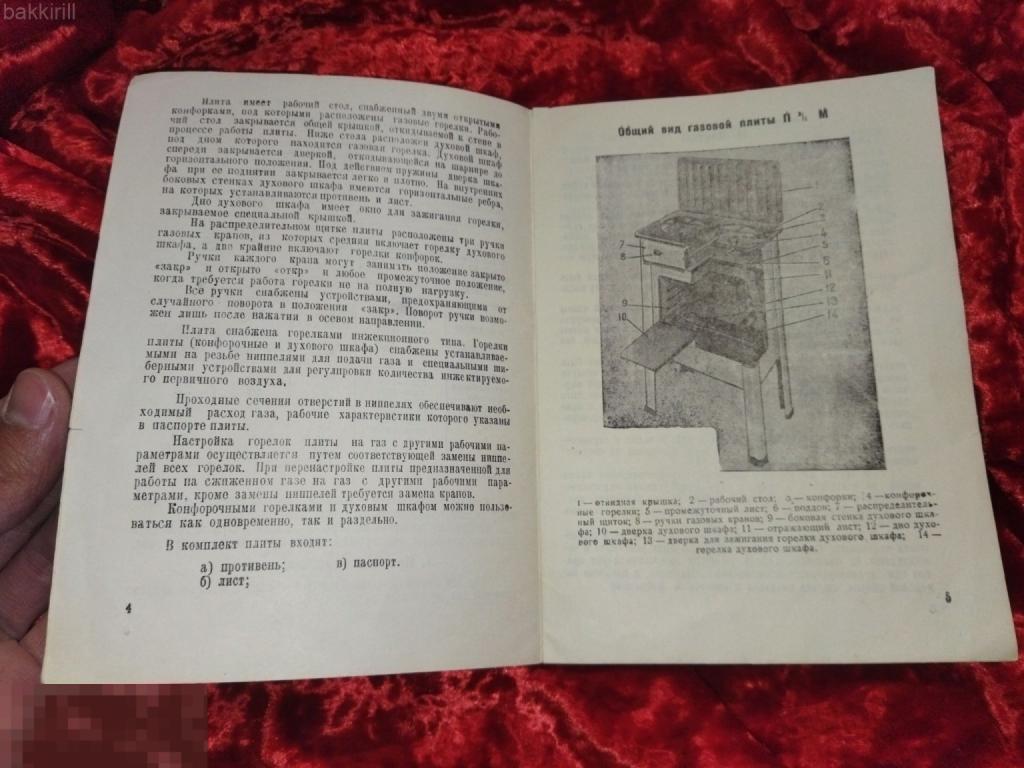 bakkirill
Плита имеет рабочий стол, снабженный двумя открытыми
конфорками, под которыми расположены газовые горелки. Рабо-
чий стол закрывается общей крышкой, откидываемой к стене в
процессе работы плиты. Ниже стола расположен духовой шкаф,
под дном которого находится газовая горелка. Духовой шкаф
спереди закрывается дверкой, откидывающейся на шарнире до
горизонтального положения. Под действием пружины дверка шка-
фа при ее поднятии закрывается легко и плотно. На внутренних
боковых стенках духового шкафа имеются горизонтальные ребра,
на которых устанавливаются противень и лист.
Дно духового шкафа имеет окно для зажигания горелки,
закрываемое специальной крышкой.
На распределительном щитке плиты расположены три ручки
газовых кранов, из которых средняя включает горелку духового
шкафа, а две крайние включают горелки конфорок.
Ручки каждого крана могут занимать положение закрыто
«закр» и открыто «откр» и любое промежуточное положение,
когда требуется работа горелки не на полную нагрузку.
Все ручки снабжены устройствами, предохраняющими от
случайного поворота в положении «закр». Поворот ручки возмо-
жен лишь после нажатия в осевом направлении.
Плита снабжена горелками инжекционного типа. Горелки
плиты (конфорочные и духового шкафа) снабжены устанавливае-
мыми на резьбе ниппелями для подачи газа и специальными ши-
берными устройствами для регулировки количества инжектируемо-
го первичного воздуха.
Проходные сечения отверстий в ниппелях обеспечивают необ-
ходимый расход газа, рабочие характеристики которого указаны
в паспорте плиты.
Настройка горелок плиты на газ с другими рабочими па-
раметрами осуществляется путем соответствующей замены ниппе-
лей всех горелок. При перенастройке плиты предназначенной для
работы на сжиженном газе на газ с другими рабочими пара-
метрами, кроме замены ниппелей требуется замена кранов.
Конфорочными горелками и духовым шкафом можно пользо-
ваться как одновременно, так и раздельно.
В комплект плиты входят:
а) противень; в) паспорт.
б) лист;
4
Общий вид газовой плиты П М
1
4
5
6
7
8
9
10
11
12
13
14
1 — откидная крышка; 2 — рабочий стол; 3 — конфорки; 4 — конфороч-
ные горелки; 5 — промежуточный лист; 6 — поддон; 7 — распределитель-
ный щиток; 8 — ручки газовых кранов; 9 — боковая стенка духового шка-
фа; 10 — дверка духового шкафа; 11 — отражающий лист; 12 — дно духо-
вого шкафа; 13 — дверка для зажигания горелки духового шкафа; 14 —
горелка духового шкафа.
5